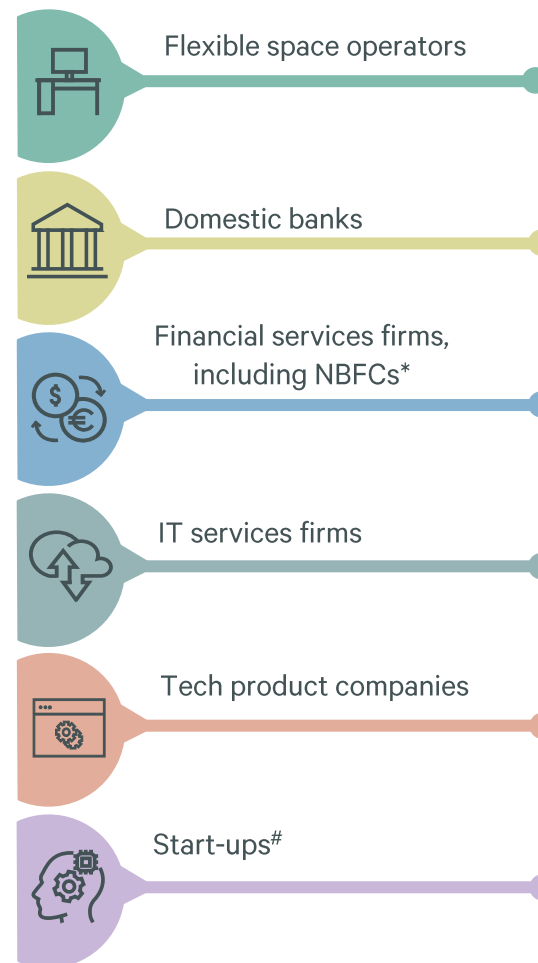 Flexible space operators
Domestic banks
Financial services firms,
including NBFCs*
$
€
IT services firms
Tech product companies
Start-ups#